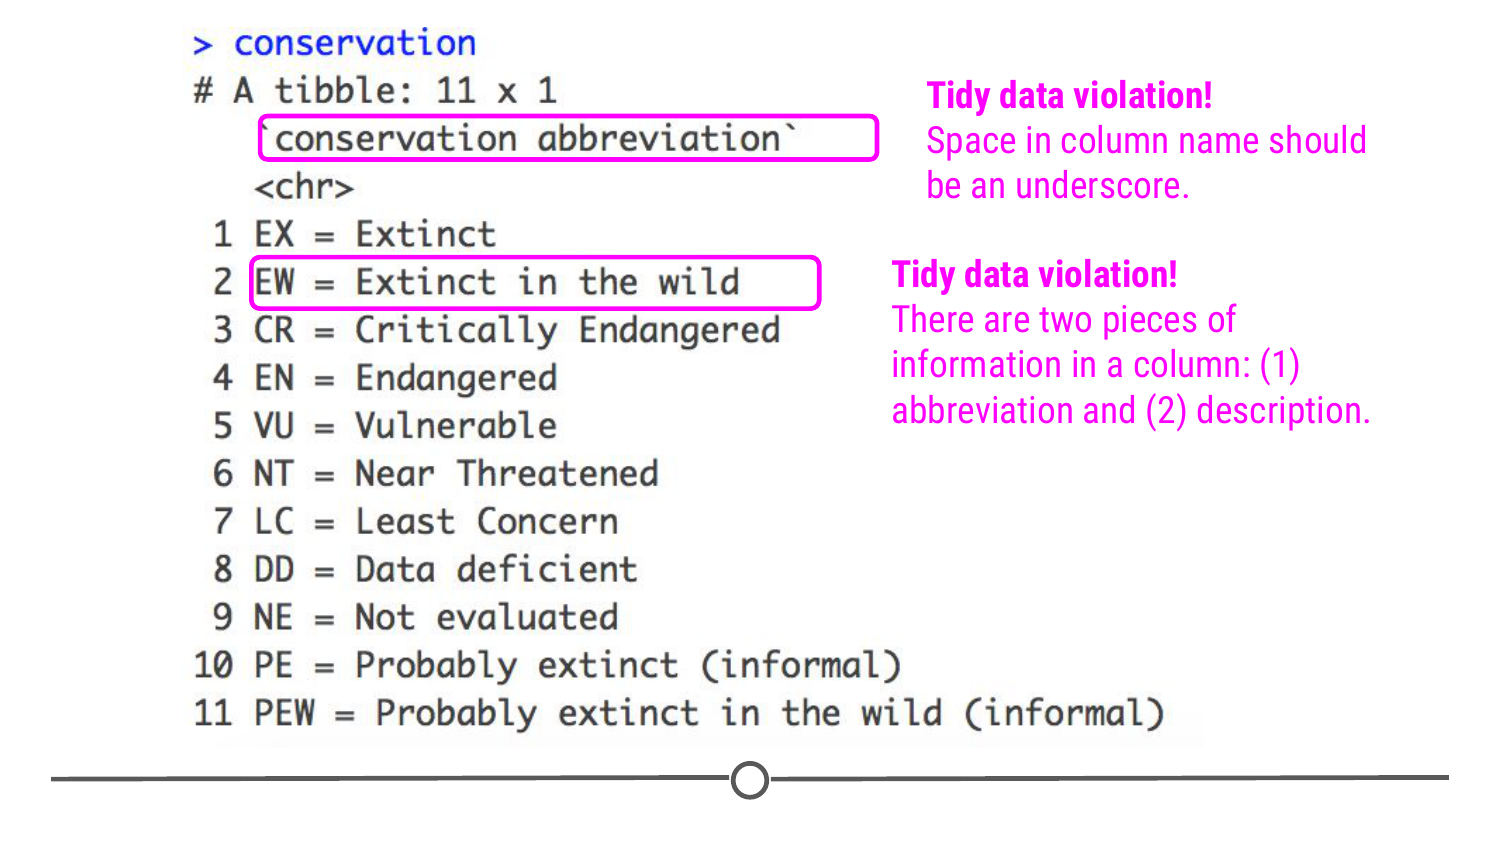 > conservation
# A tibble: 11 x 1
`conservation abbreviation`
<chr>
1 EX = Extinct
2 EW = Extinct in the wild
3 CR = Critically Endangered
4 EN = Endangered
5 VU = Vulnerable
6 NT = Near Threatened
7 LC = Least Concern
8 DD = Data deficient
9 NE = Not evaluated
10 PE = Probably extinct (informal)
11 PEW = Probably extinct in the wild (informal)
Tidy data violation!
Space in column name should
be an underscore.
Tidy data violation!
There are two pieces of
information in a column: (1)
abbreviation and (2) description.